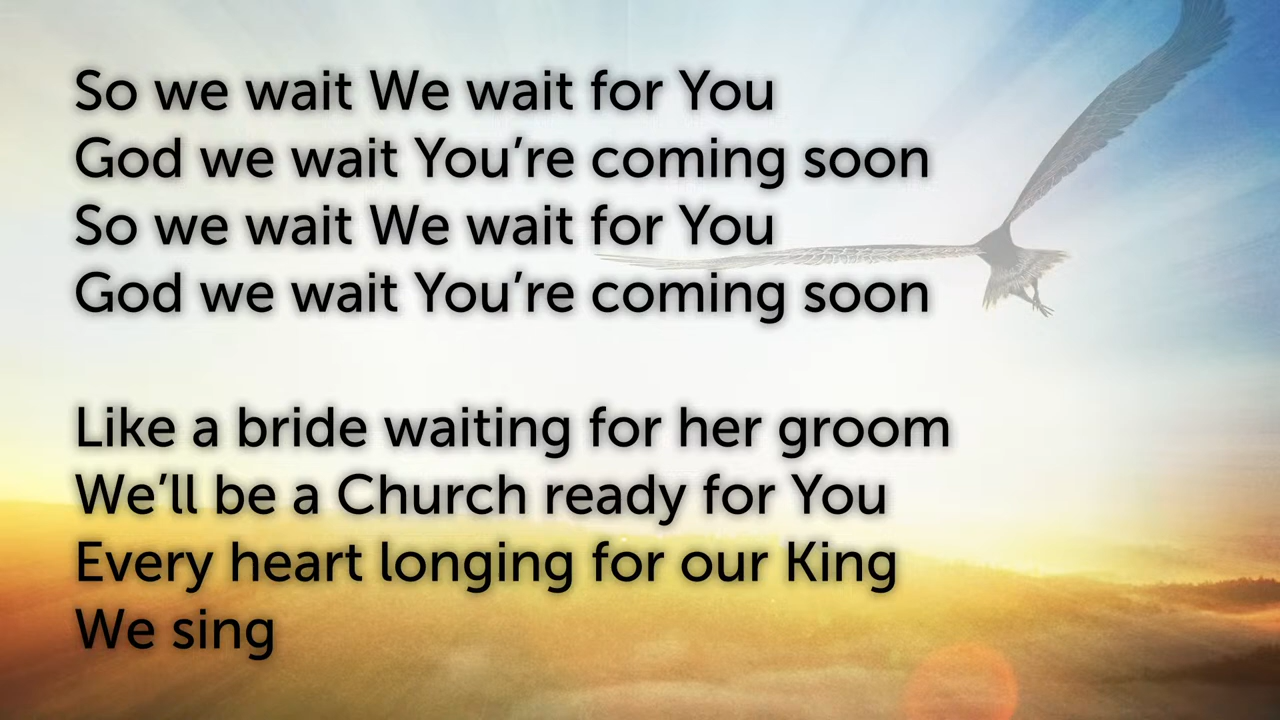 So we wait We wait for You
God we wait You’re coming soon
So we wait We wait for You
God we wait You’re coming soon
Like a bride waiting for her groom
We’ll be a Church ready for You
Every heart longing for our King
We sing